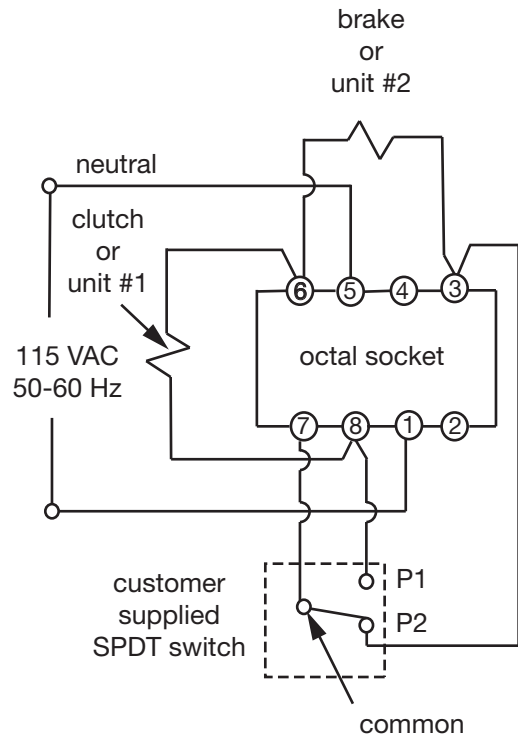 brake
or
unit #2
neutral
clutch
or
unit #1
6 5 4 3
115 VAC
50-60 Hz
octal socket
7 8 1 2
P1
customer
supplied
SPDT switch
P2
common